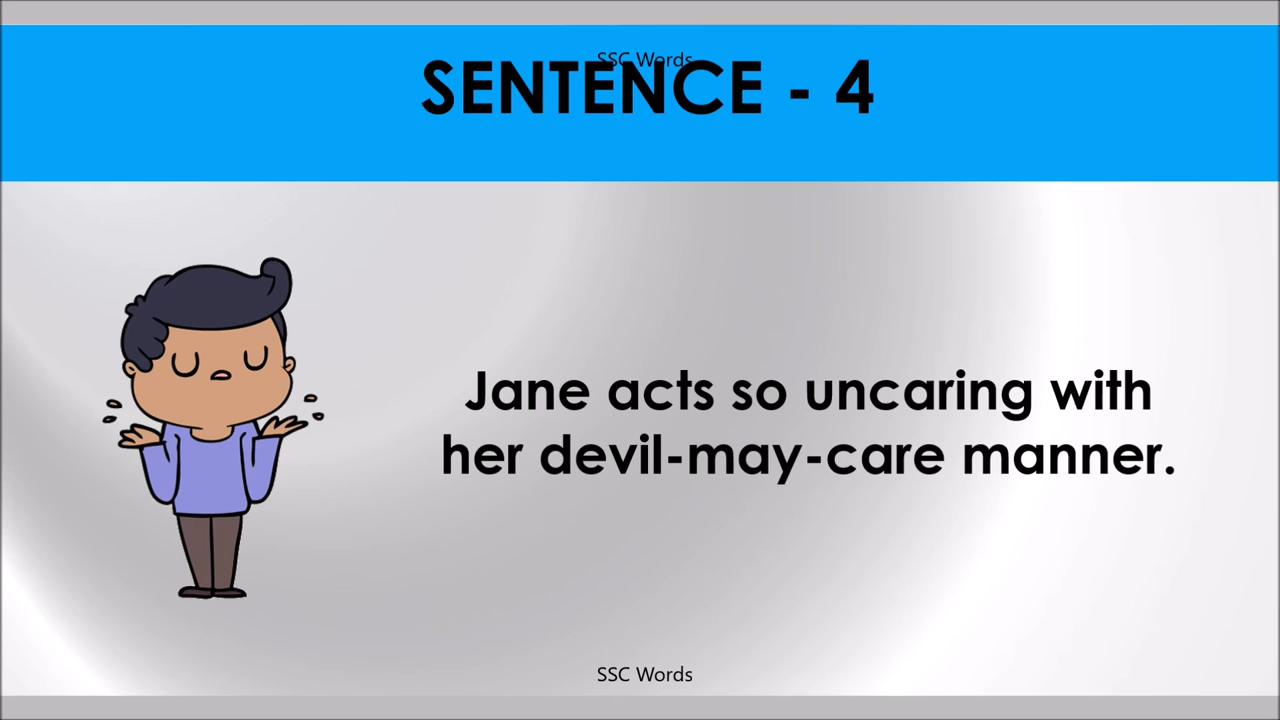 SSC Words
SENTENCE - 4
Jane acts so uncaring with
her devil-may-care manner.
SSC Words